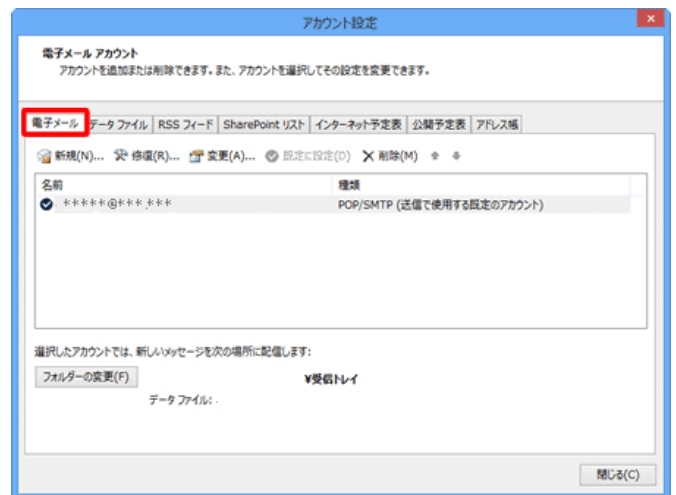 アカウント設定
電子メール アカウント
アカウントを追加または削除できます。また、アカウントを選択してその設定を変更できます。
電子メール データ ファイル RSS フィード SharePoint リスト インターネット予定表 公開予定表 アドレス帳
新規(N)... 修復(R)... 変更(A)... 既定に設定(D) 削除(M)
名前 種類
*****@***.*** POP/SMTP (送信で使用する既定のアカウント)
選択したアカウントでは、新しいメッセージを次の場所に配信します:
フォルダーの変更(F) ¥受信トレイ
データ ファイル:
閉じる(C)